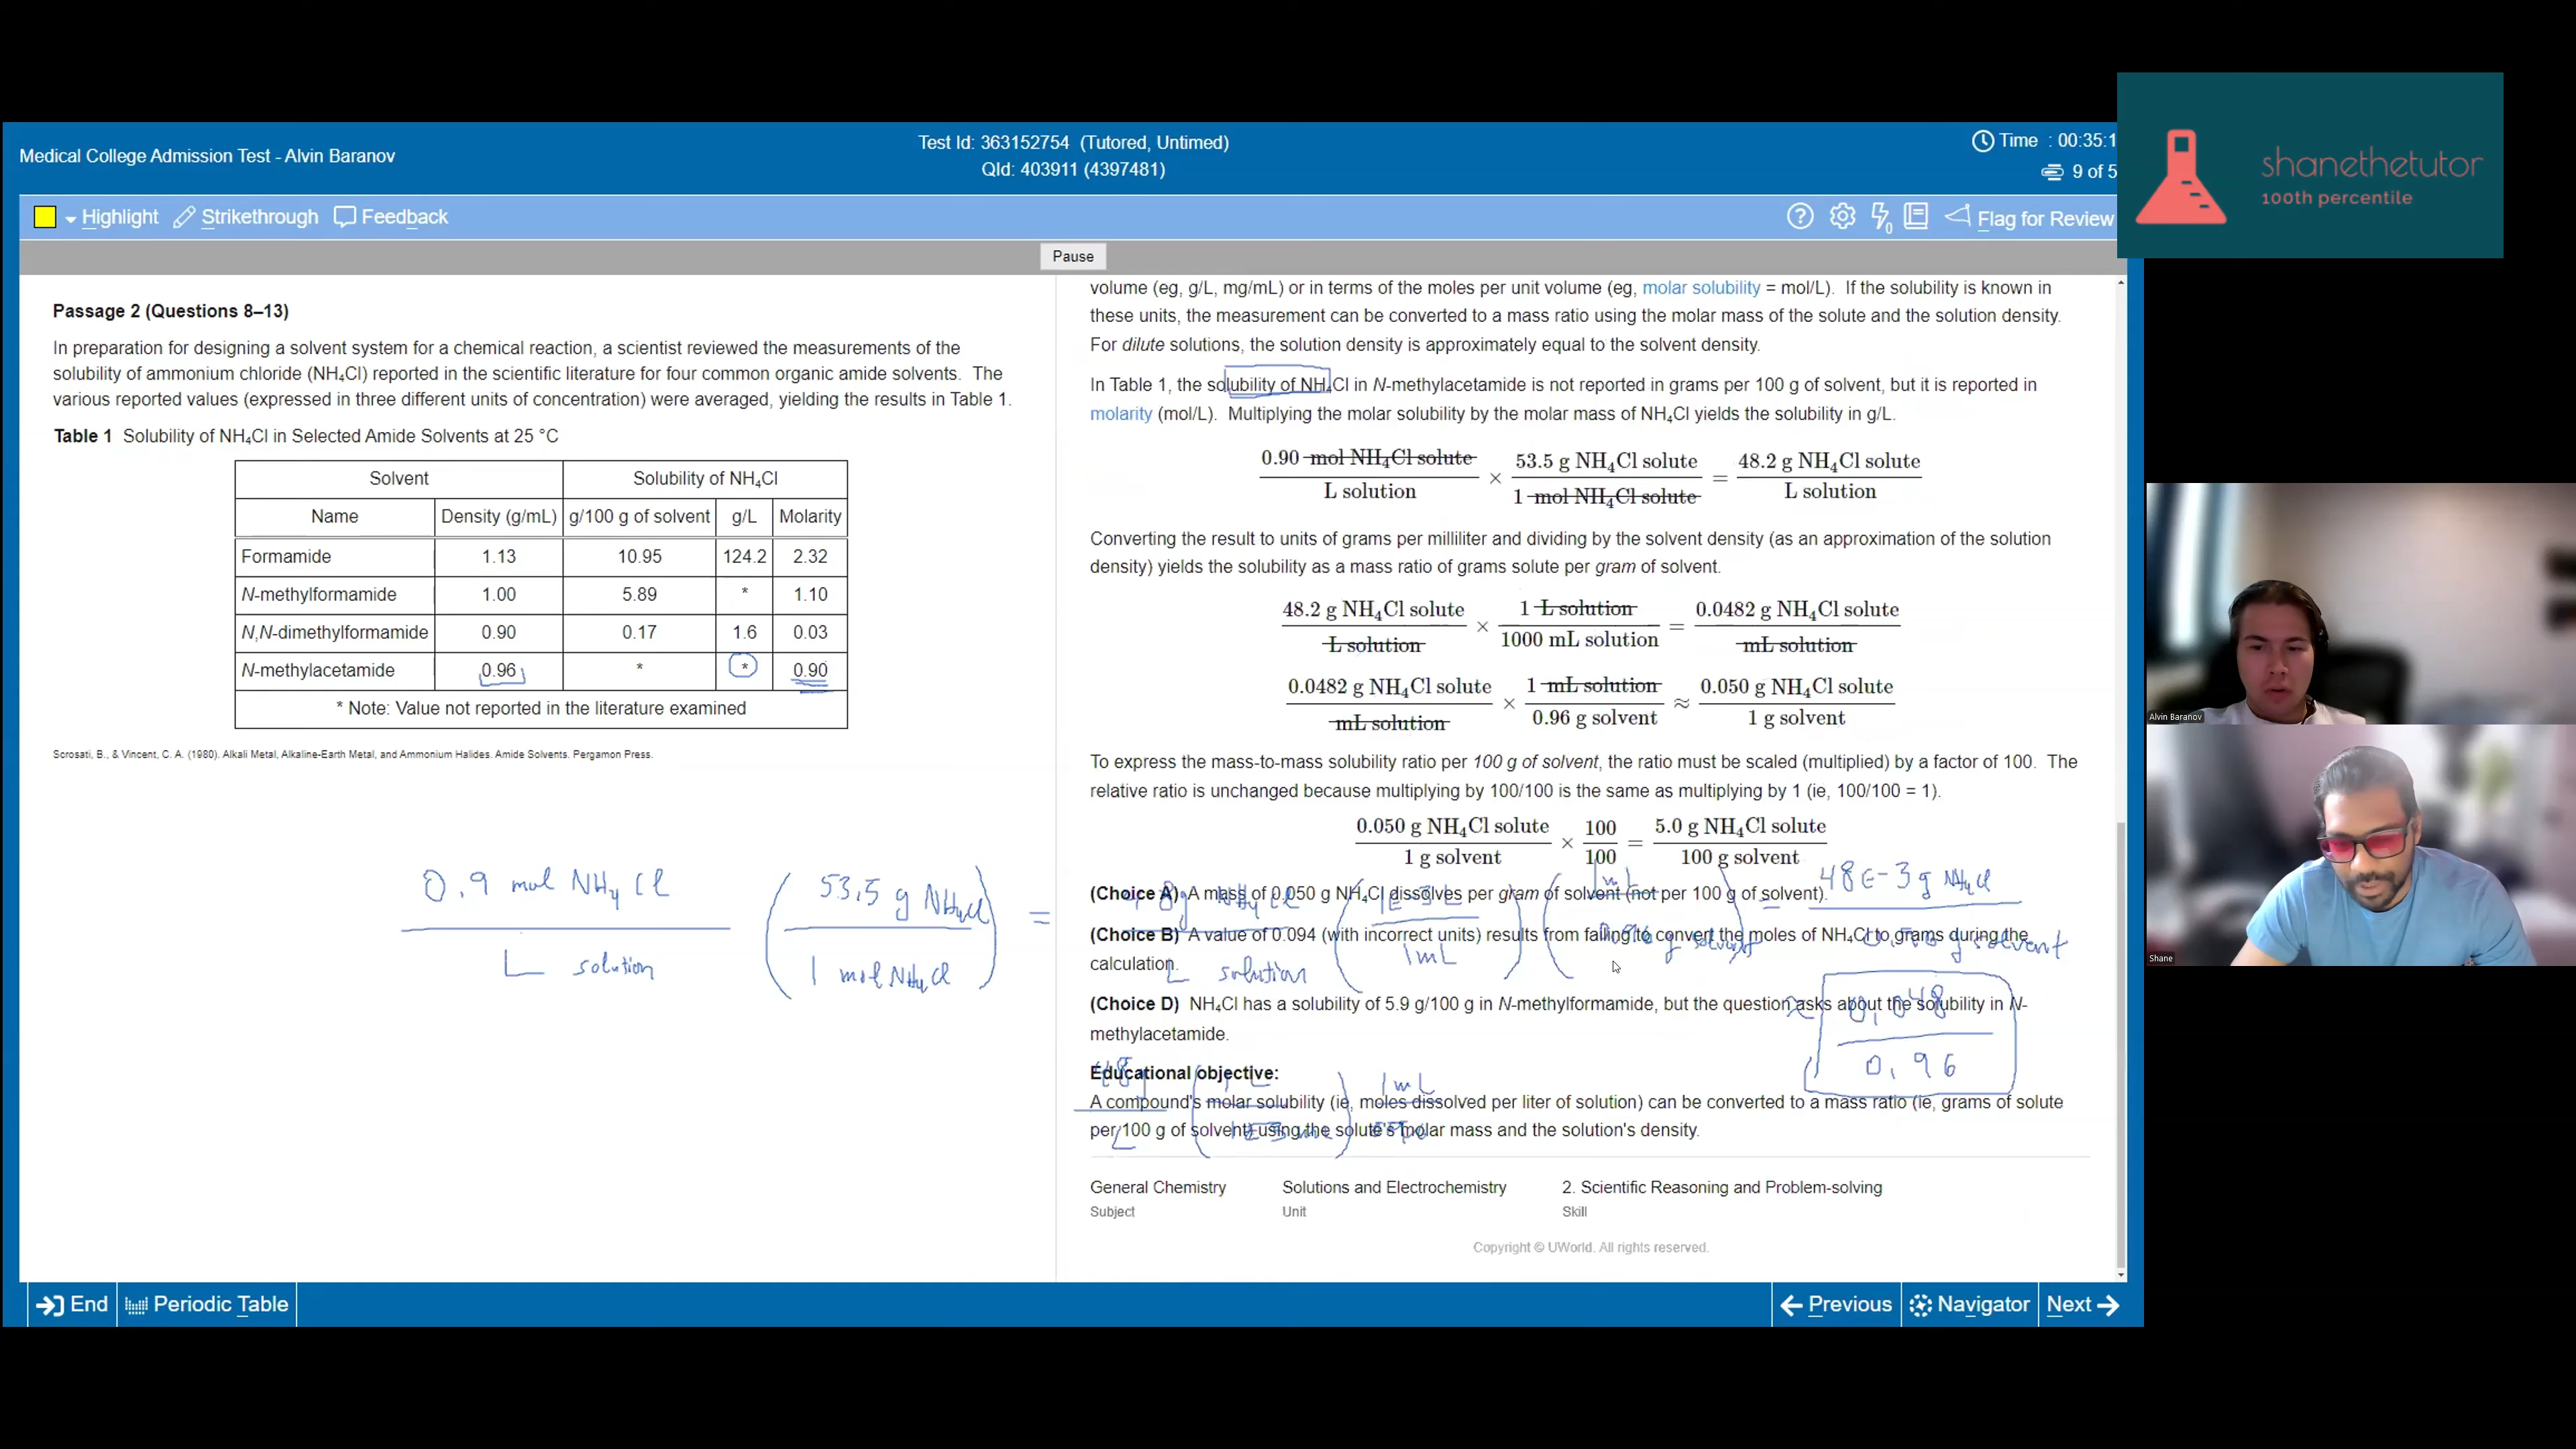 shanethetutor
100th percentile
Medical College Admission Test - Alvin Baranov
Test Id: 363152754 (Tutored, Untimed)
QId: 403911 (4397481)
Time : 00:35:1
9 of 5
Highlight Strikethrough Feedback
Flag for Review
Pause
Passage 2 (Questions 8–13)
In preparation for designing a solvent system for a chemical reaction, a scientist reviewed the measurements of the
solubility of ammonium chloride (NH₄Cl) reported in the scientific literature for four common organic amide solvents. The
various reported values (expressed in three different units of concentration) were averaged, yielding the results in Table 1.
Table 1 Solubility of NH₄Cl in Selected Amide Solvents at 25 °C
Solvent Solubility of NH₄Cl
Name Density (g/mL) g/100 g of solvent g/L Molarity
Formamide 1.13 10.95 124.2 2.32
N-methylformamide 1.00 5.89 * 1.10
N,N-dimethylformamide 0.90 0.17 1.6 0.03
N-methylacetamide 0.96 * * 0.90
* Note: Value not reported in the literature examined
Scrosati, B., & Vincent, C. A. (1980). Alkali Metal, Alkaline-Earth Metal, and Ammonium Halides. Amide Solvents. Pergamon Press.
0.9 mol NH₄Cl
L solution
53.5 g NH₄Cl
1 mol NH₄Cl
=
volume (eg, g/L, mg/mL) or in terms of the moles per unit volume (eg, molar solubility = mol/L). If the solubility is known in
these units, the measurement can be converted to a mass ratio using the molar mass of the solute and the solution density.
For dilute solutions, the solution density is approximately equal to the solvent density.
In Table 1, the solubility of NH₄Cl in N-methylacetamide is not reported in grams per 100 g of solvent, but it is reported in
molarity (mol/L). Multiplying the molar solubility by the molar mass of NH₄Cl yields the solubility in g/L.
0.90 mol NH₄Cl solute × 53.5 g NH₄Cl solute = 48.2 g NH₄Cl solute
L solution 1 mol NH₄Cl solute L solution
Converting the result to units of grams per milliliter and dividing by the solvent density (as an approximation of the solution
density) yields the solubility as a mass ratio of grams solute per gram of solvent.
48.2 g NH₄Cl solute × 1 L solution = 0.0482 g NH₄Cl solute
L solution 1000 mL solution mL solution
0.0482 g NH₄Cl solute × 1 mL solution ≈ 0.050 g NH₄Cl solute
mL solution 0.96 g solvent 1 g solvent
To express the mass-to-mass solubility ratio per 100 g of solvent, the ratio must be scaled (multiplied) by a factor of 100. The
relative ratio is unchanged because multiplying by 100/100 is the same as multiplying by 1 (ie, 100/100 = 1).
0.050 g NH₄Cl solute × 100 = 5.0 g NH₄Cl solute
1 g solvent 100 100 g solvent
(Choice A) A mass of 0.050 g NH₄Cl dissolves per gram of solvent (not per 100 g of solvent).
(Choice B) A value of 0.094 (with incorrect units) results from failing to convert the moles of NH₄Cl to grams during the
calculation.
(Choice D) NH₄Cl has a solubility of 5.9 g/100 g in N-methylformamide, but the question asks about the solubility in N-
methylacetamide.
48g NH₄Cl
L solution
1E-3 L
1mL
1mL
0.96 g solvent
=
48E-3 g NH₄Cl
g solvent
≈ 0.048
0.96
Educational objective:
A compound's molar solubility (ie, moles dissolved per liter of solution) can be converted to a mass ratio (ie, grams of solute
per 100 g of solvent) using the solute's molar mass and the solution's density.
48g
L
1 L
1mL
General Chemistry Solutions and Electrochemistry 2. Scientific Reasoning and Problem-solving
Subject Unit Skill
Copyright © UWorld. All rights reserved.
End Periodic Table
Previous Navigator Next
Alvin Baranov
Shane